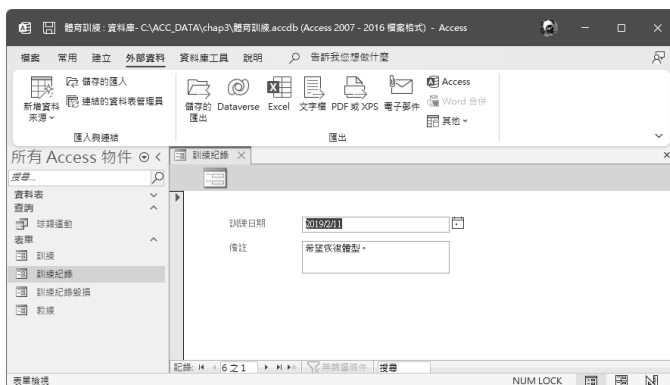 體育訓練 : 資料庫- C:\ACC_DATA\chap3\體育訓練.accdb (Access 2007 - 2016 檔案格式) - Access
檔案 常用 建立 外部資料 資料庫工具 說明 告訴我您想做什麼
新增資料來源
儲存的匯入
連結的資料表管理員
匯入與連結
儲存的匯出
Dataverse
Excel
文字檔
PDF 或 XPS
電子郵件
Access
Word 合併
其他
匯出
所有 Access 物件
搜尋...
資料表
查詢
球類運動
表單
訓練
訓練紀錄
訓練紀錄毀損
教練
訓練紀錄
訓練日期 2019/2/11
備註 希望恢復體型。
記錄: 6 之 1 無篩選條件 搜尋
表單檢視 NUM LOCK